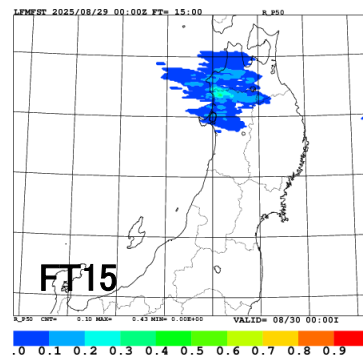 LFMFST 2025/08/29 00:00Z FT= 15:00 R_P50
FT15
R_P50 CNT= 0.10 MAX= 0.43 MIN= 0.00E+00 VALID= 08/30 00:00I
.0 0.1 0.2 0.3 0.4 0.5 0.6 0.7 0.8 0.9